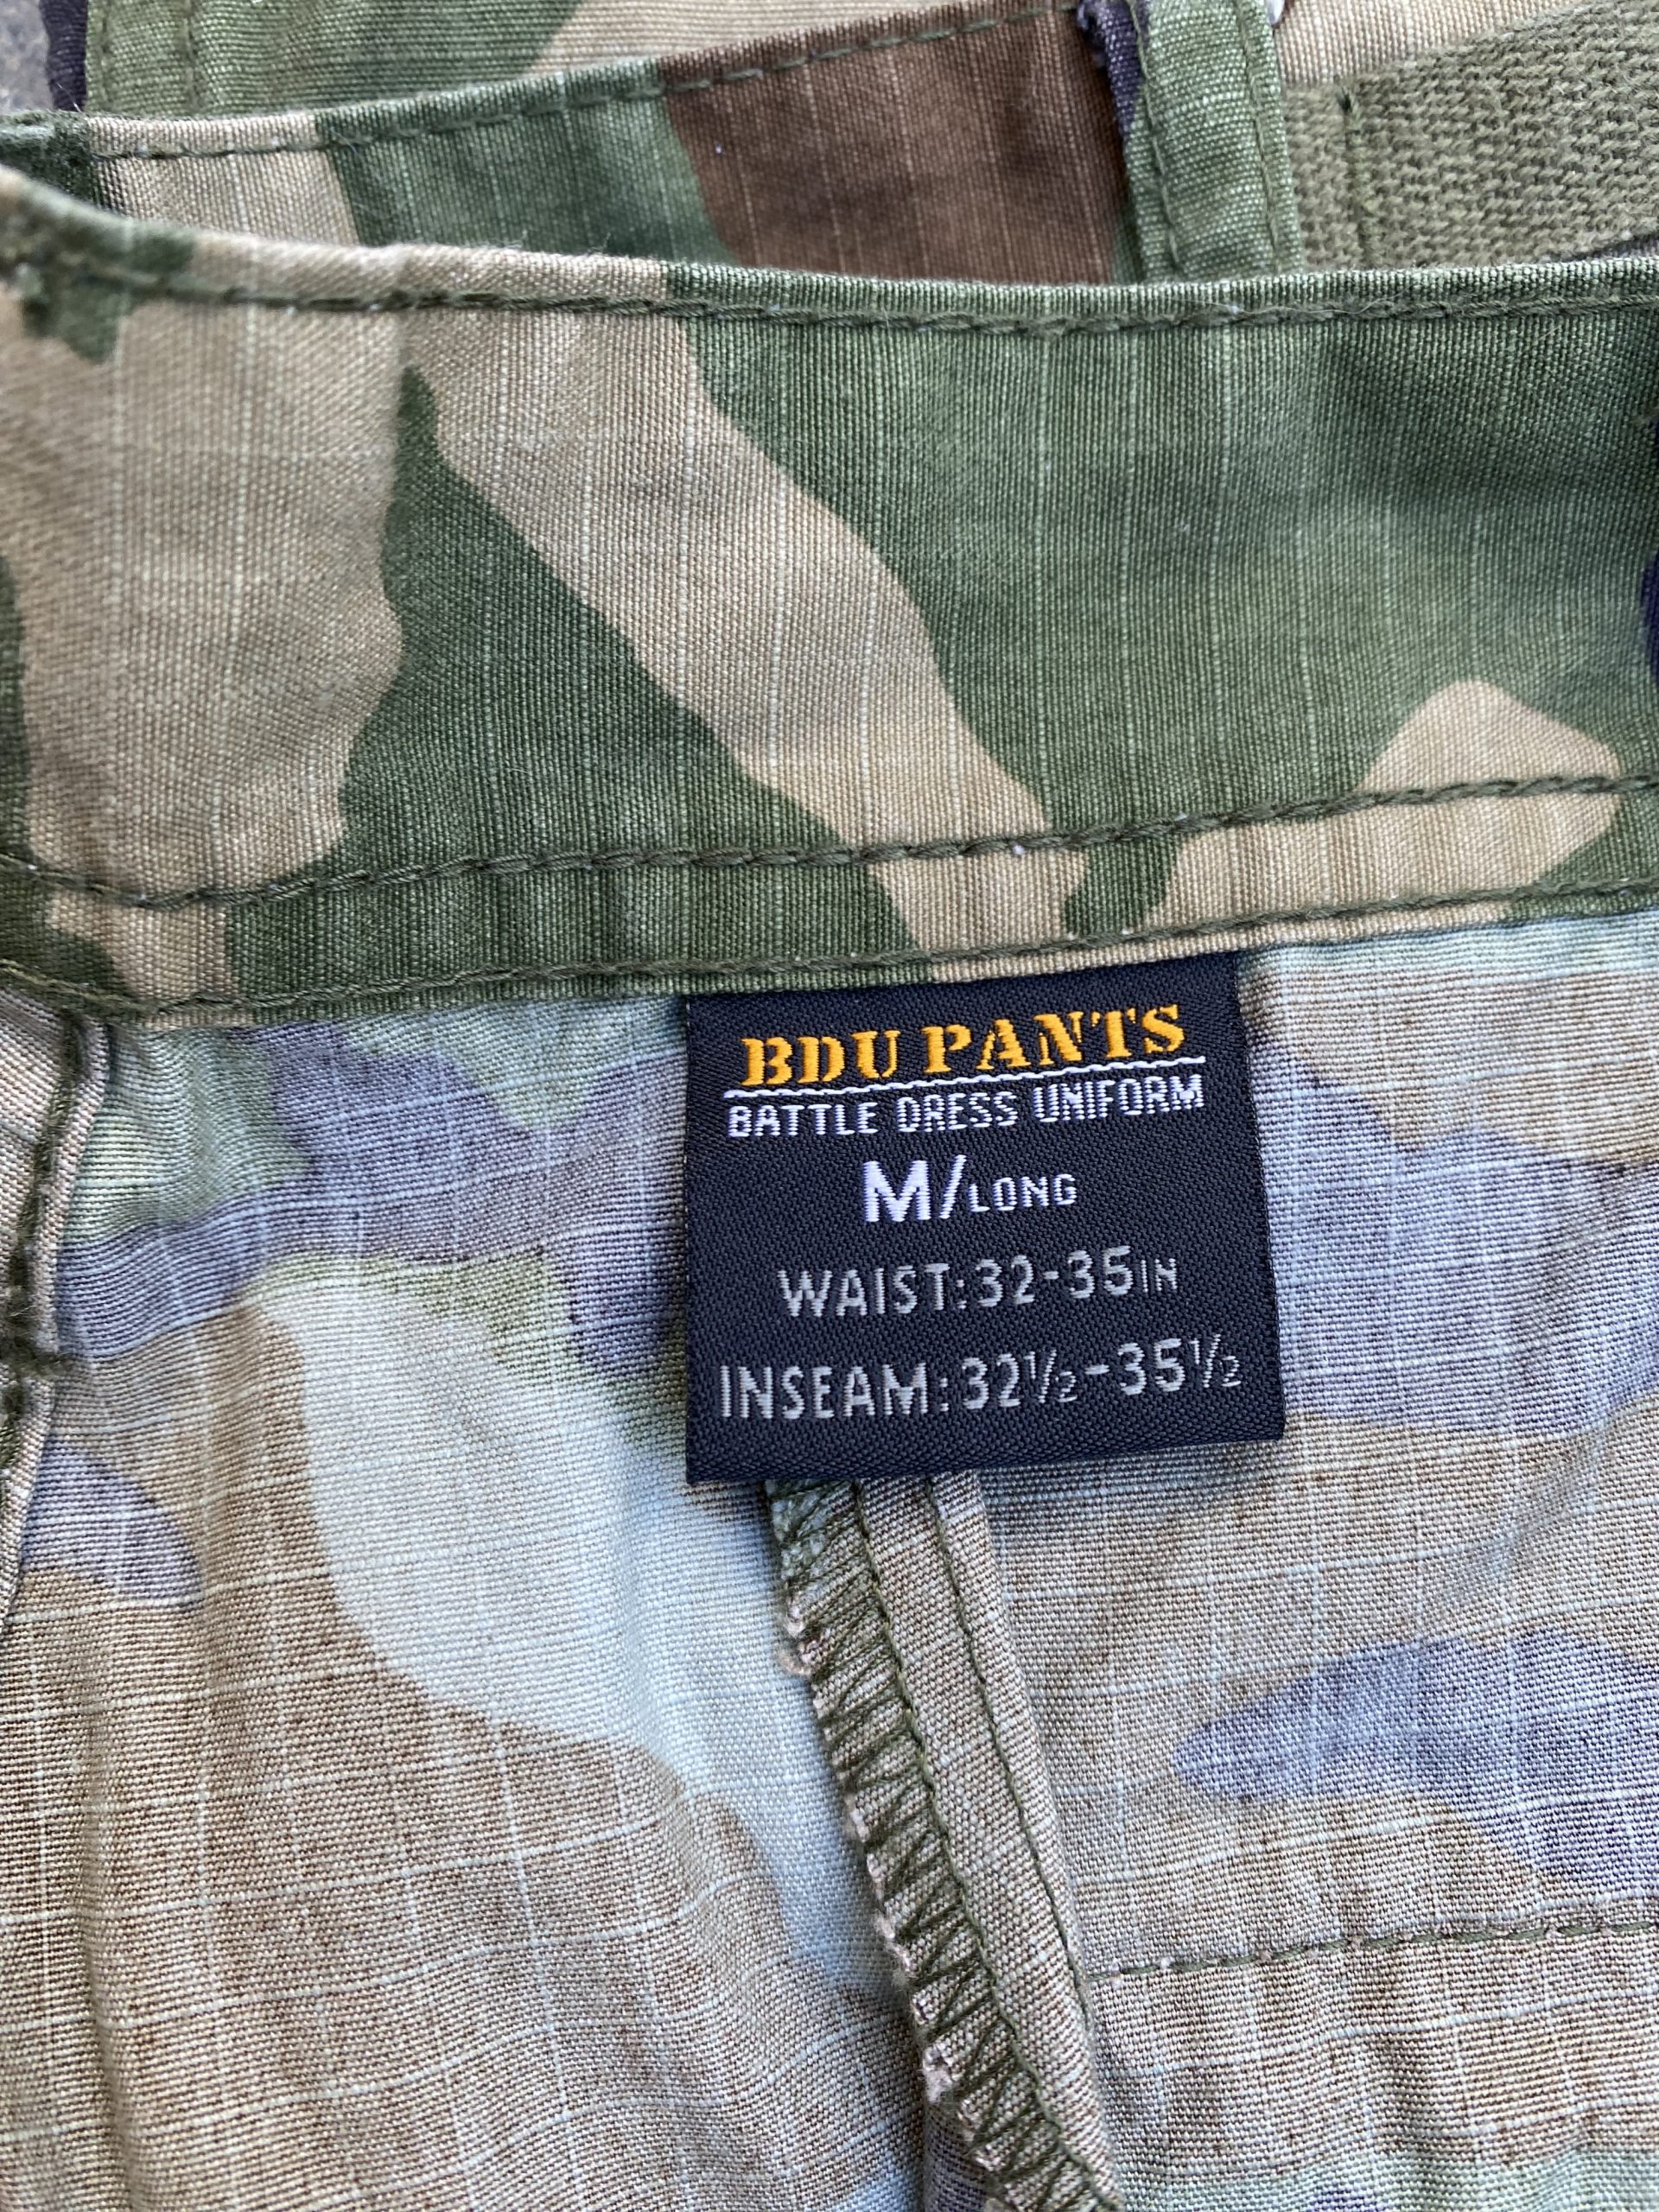 BDU PANTS
BATTLE DRESS UNIFORM
M/LONG
WAIST:32-35IN
INSEAM:32½-35½